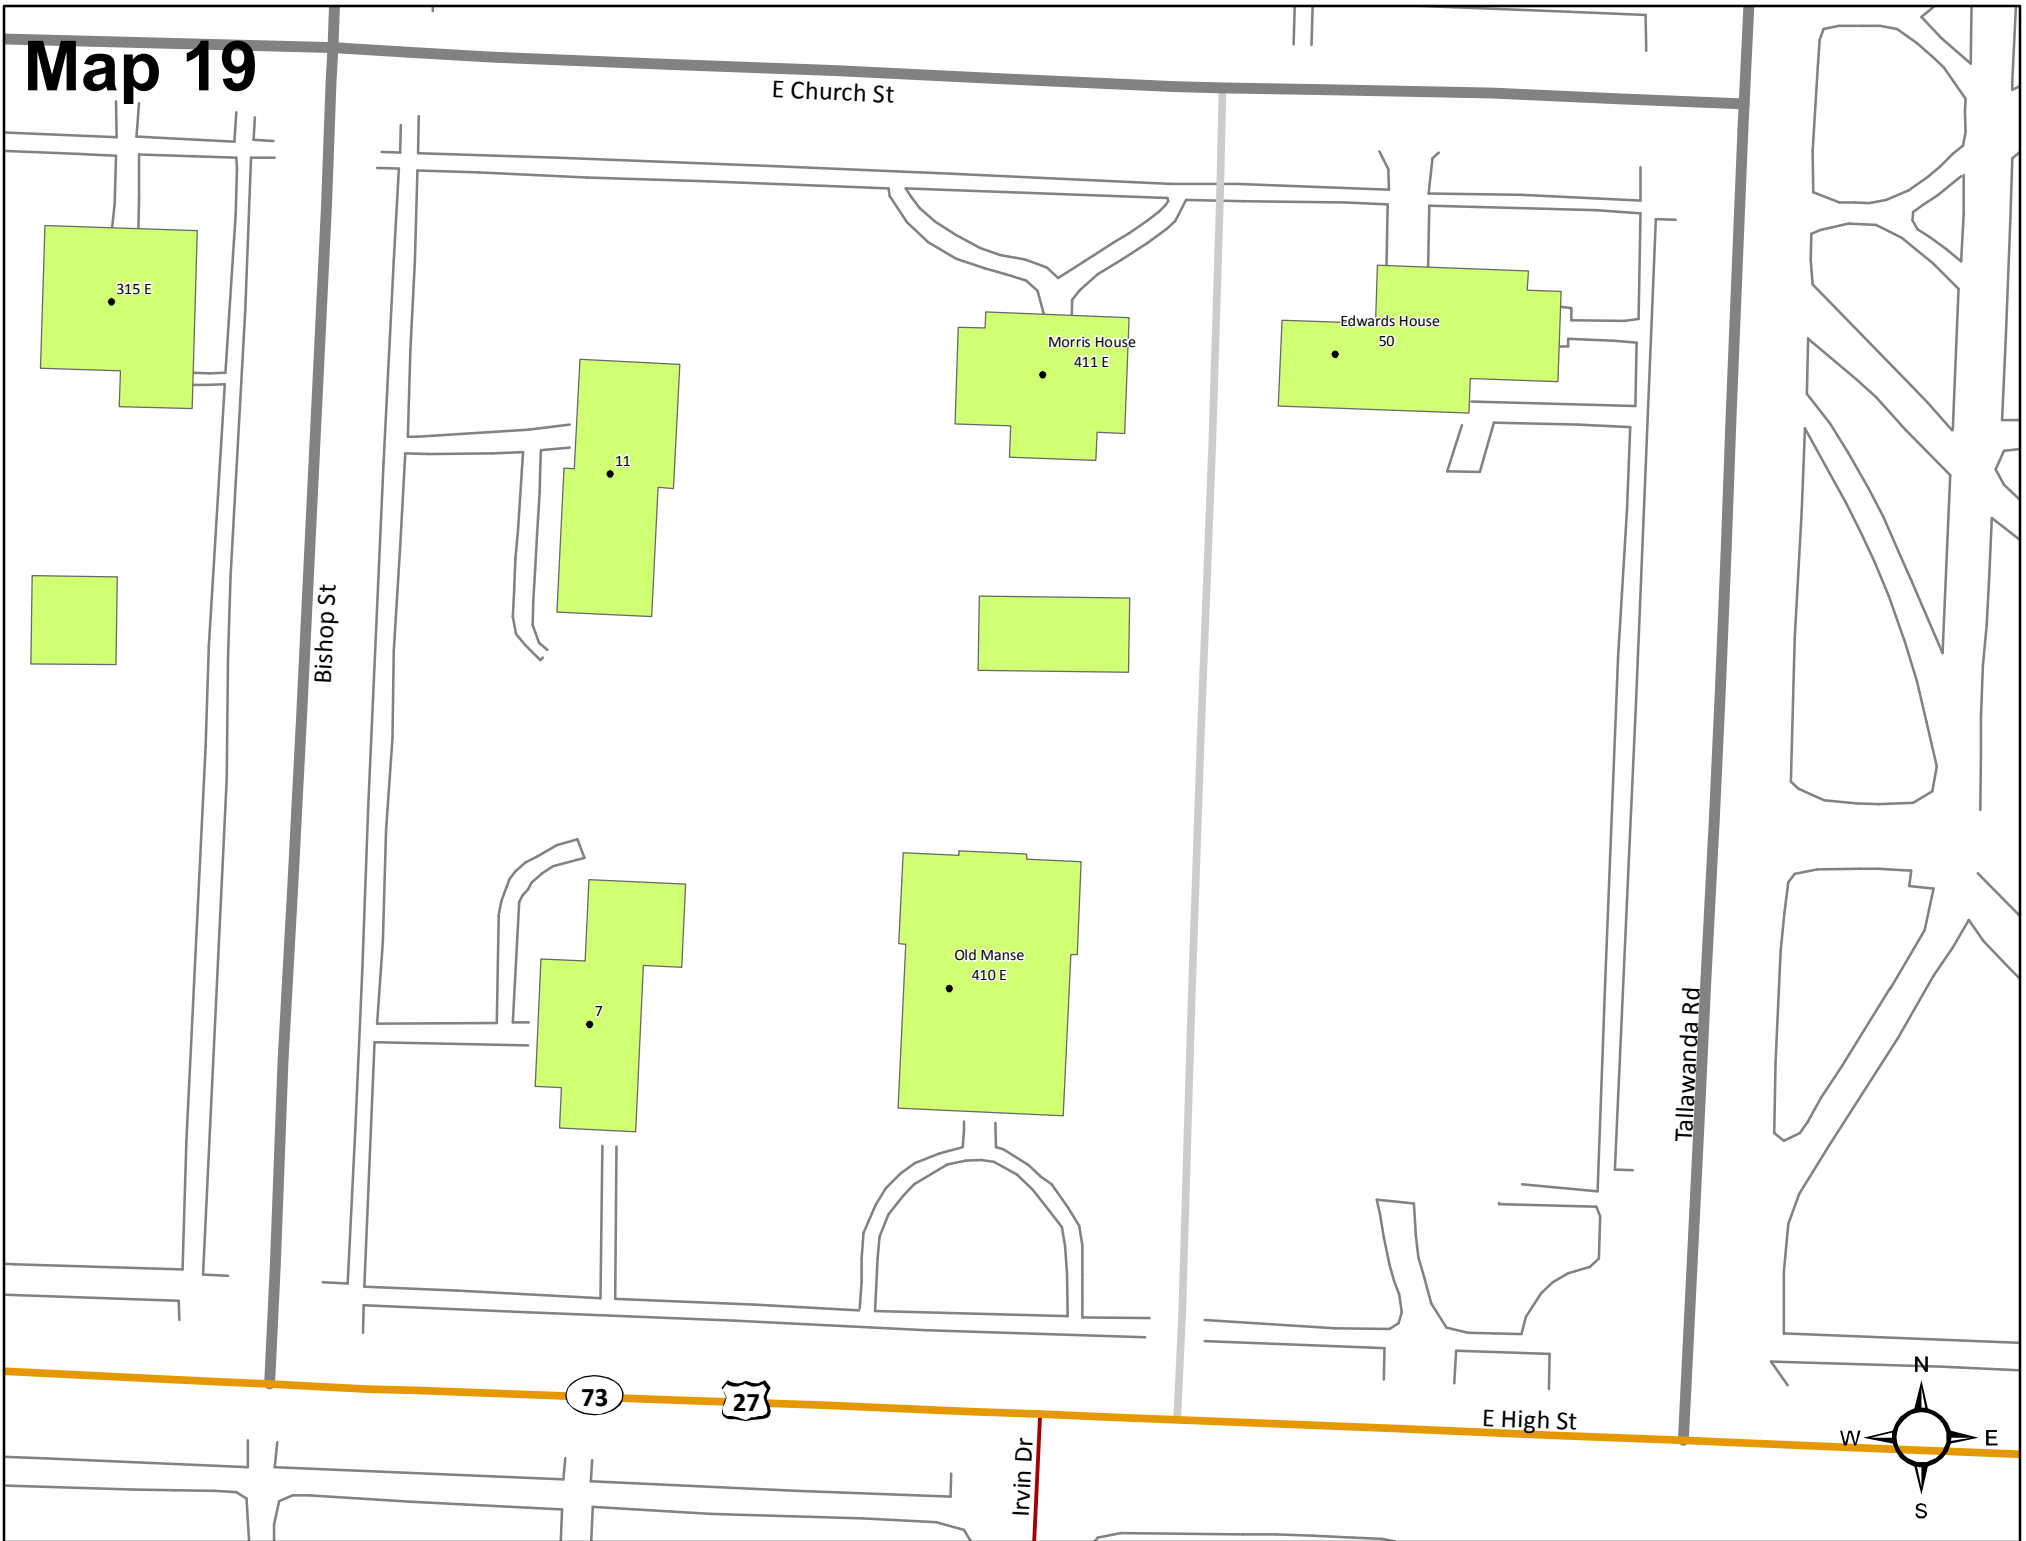 Map 19
E Church St
315 E
Edwards House
50
Morris House
411 E
11
Bishop St
Old Manse
410 E
7
Tallawanda Rd
73
27
E High St
Irvin Dr
N
W
E
S